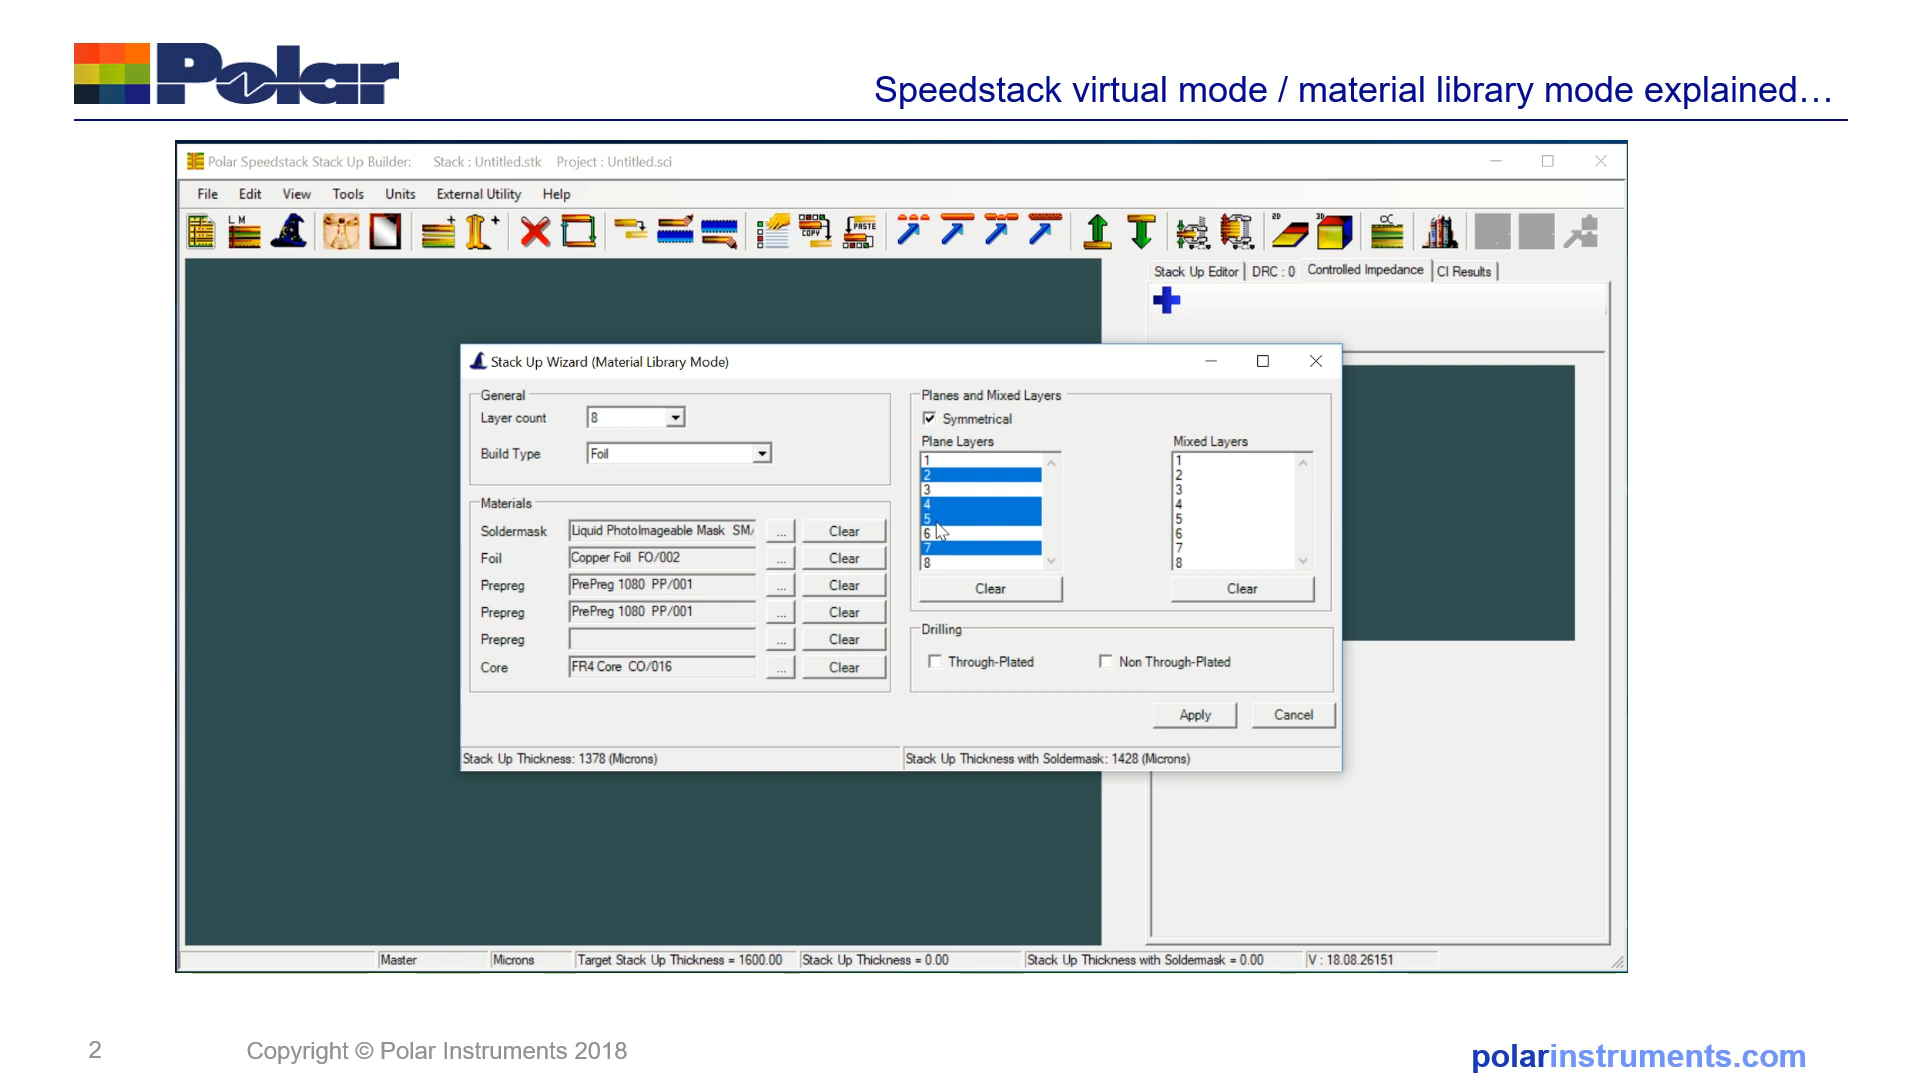 Polar
Speedstack virtual mode / material library mode explained…
Polar Speedstack Stack Up Builder: Stack : Untitled.stk Project : Untitled.sci
File Edit View Tools Units External Utility Help
L M
COPY
PASTE
2D
3D
Stack Up Editor DRC : 0 Controlled Impedance CI Results
Stack Up Wizard (Material Library Mode)
General
Layer count 8
Build Type Foil
Materials
Soldermask Liquid PhotoImageable Mask SM/ ... Clear
Foil Copper Foil FO/002 ... Clear
Prepreg PrePreg 1080 PP/001 ... Clear
Prepreg PrePreg 1080 PP/001 ... Clear
Prepreg ... Clear
Core FR4 Core CO/016 ... Clear
Planes and Mixed Layers
Symmetrical
Plane Layers
1
2
3
4
5
6
7
8
Clear
Mixed Layers
1
2
3
4
5
6
7
8
Clear
Drilling
Through-Plated Non Through-Plated
Apply Cancel
Stack Up Thickness: 1378 (Microns) Stack Up Thickness with Soldermask: 1428 (Microns)
Master Microns Target Stack Up Thickness = 1600.00 Stack Up Thickness = 0.00 Stack Up Thickness with Soldermask = 0.00 V : 18.08.26151
2 Copyright © Polar Instruments 2018 polarinstruments.com